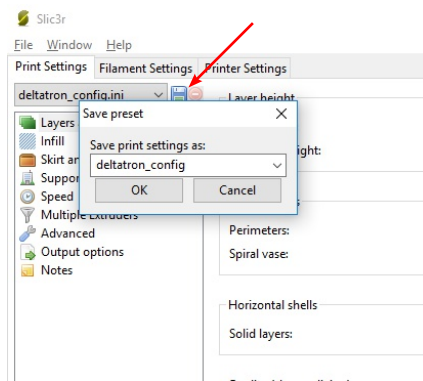 Slic3r
File Window Help
Print Settings Filament Settings Printer Settings
deltatron_config.ini
Layer height
Save preset
Layers
Save print settings as:
Infill
ight:
Skirt an
deltatron_config
Suppor
OK Cancel
Speed
Multiple Extruders
Perimeters:
Advanced
Spiral vase:
Output options
Notes
Horizontal shells
Solid layers: